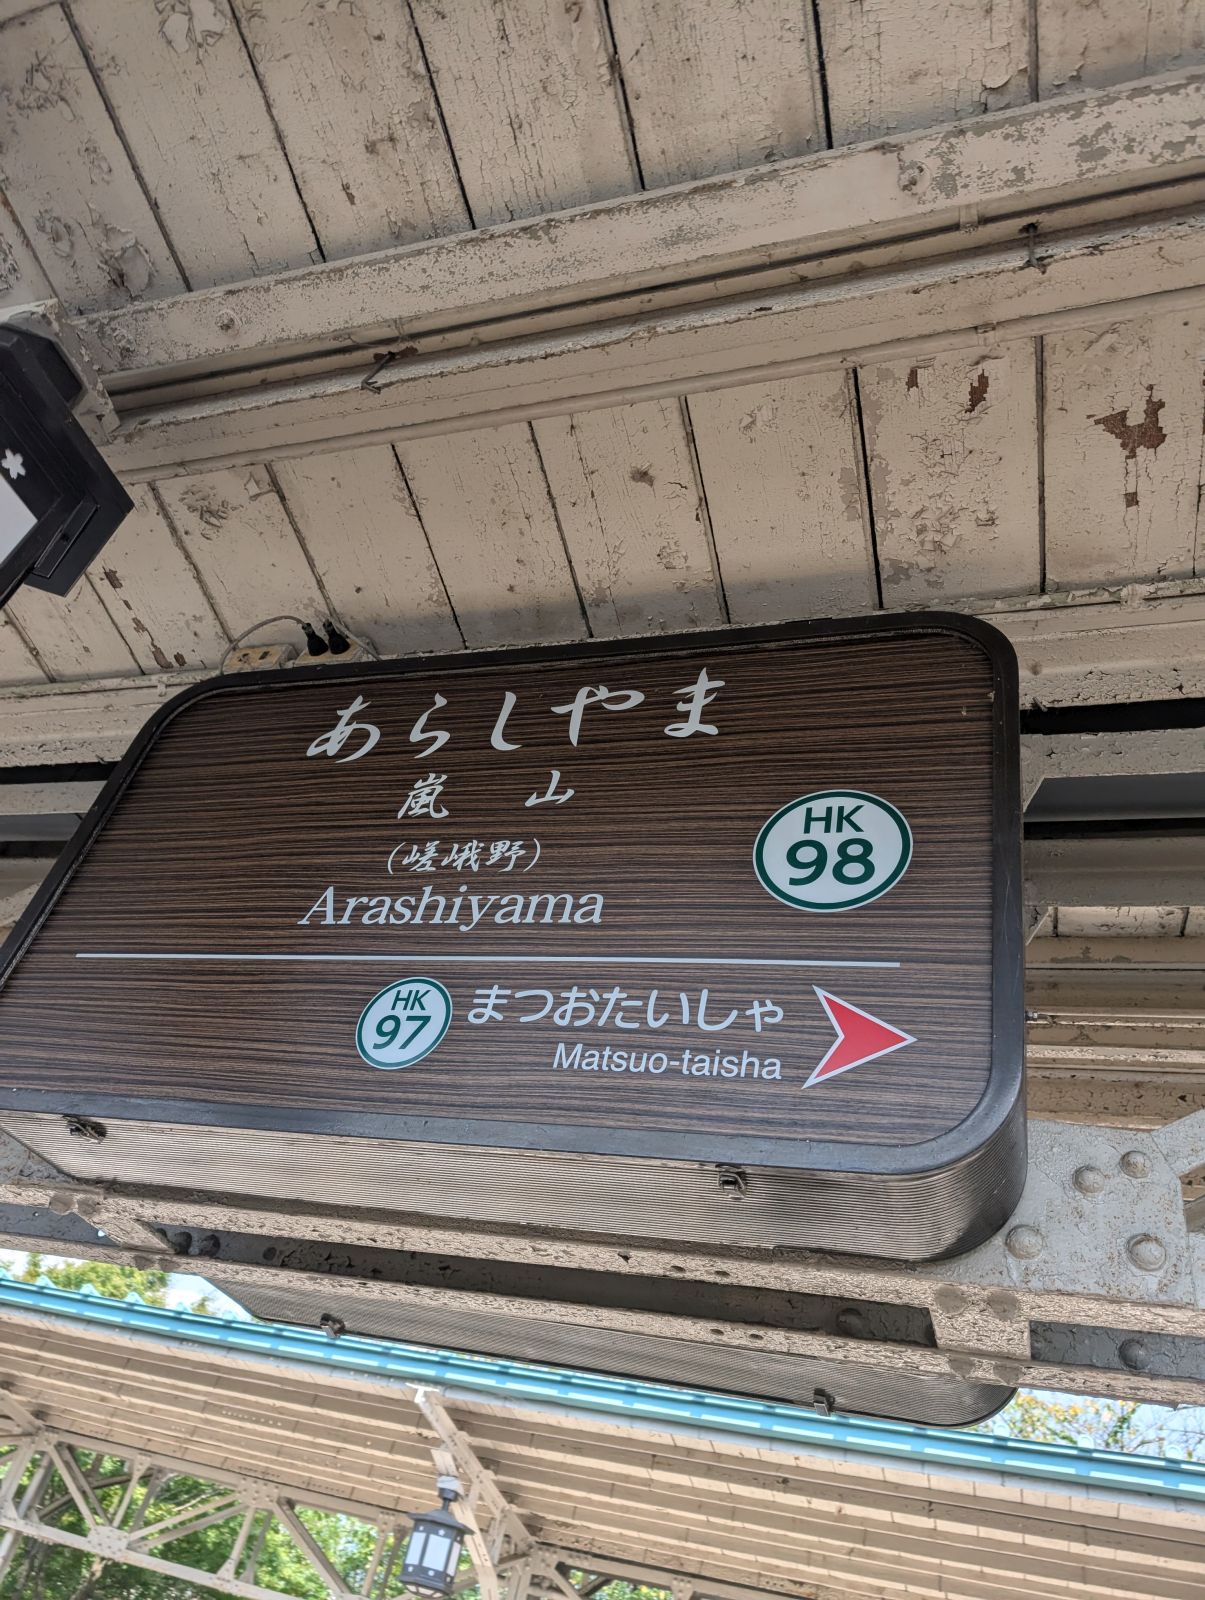 あらしやま
嵐山
(嵯峨野)
Arashiyama
HK
98
HK
97
まつおたいしゃ
Matsuo-taisha